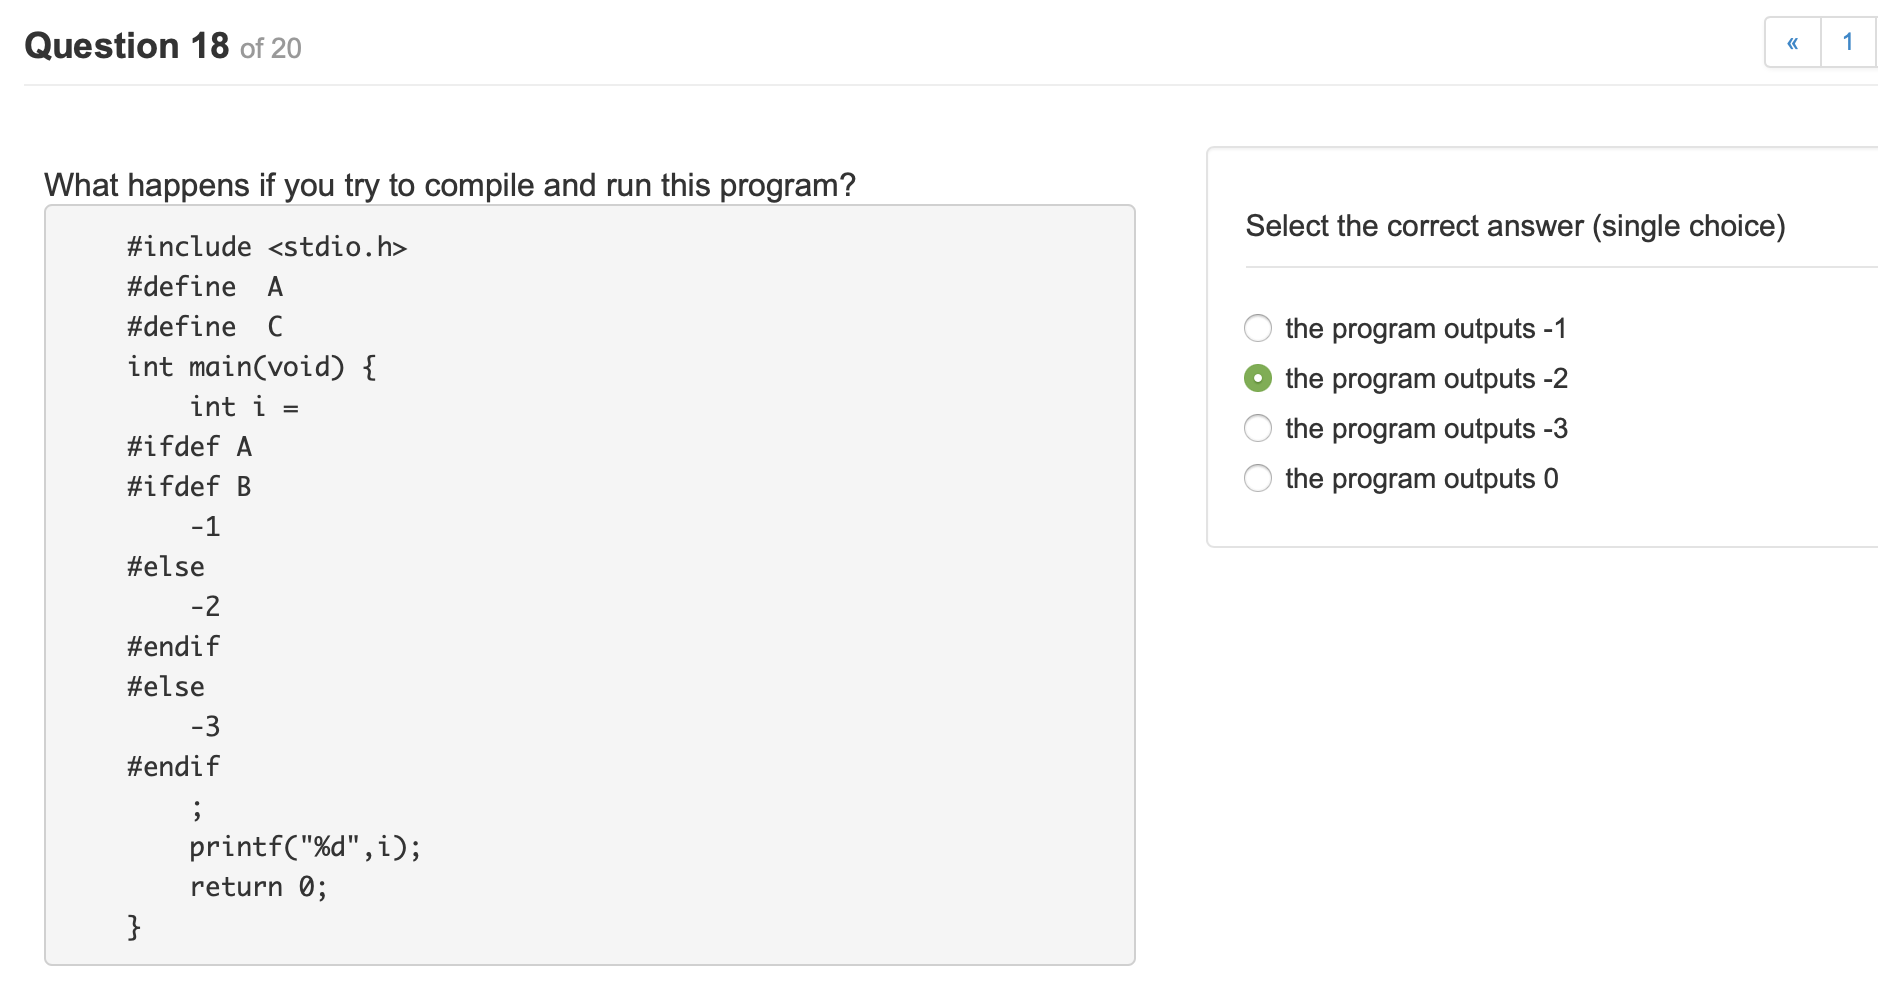 Question 18 of 20
«
1
What happens if you try to compile and run this program?
#include <stdio.h>
#define  A
#define  C
int main(void) {
    int i =
#ifdef A
#ifdef B
    -1
#else
    -2
#endif
#else
    -3
#endif
    ;
    printf("%d",i);
    return 0;
}
Select the correct answer (single choice)
the program outputs -1
the program outputs -2
the program outputs -3
the program outputs 0